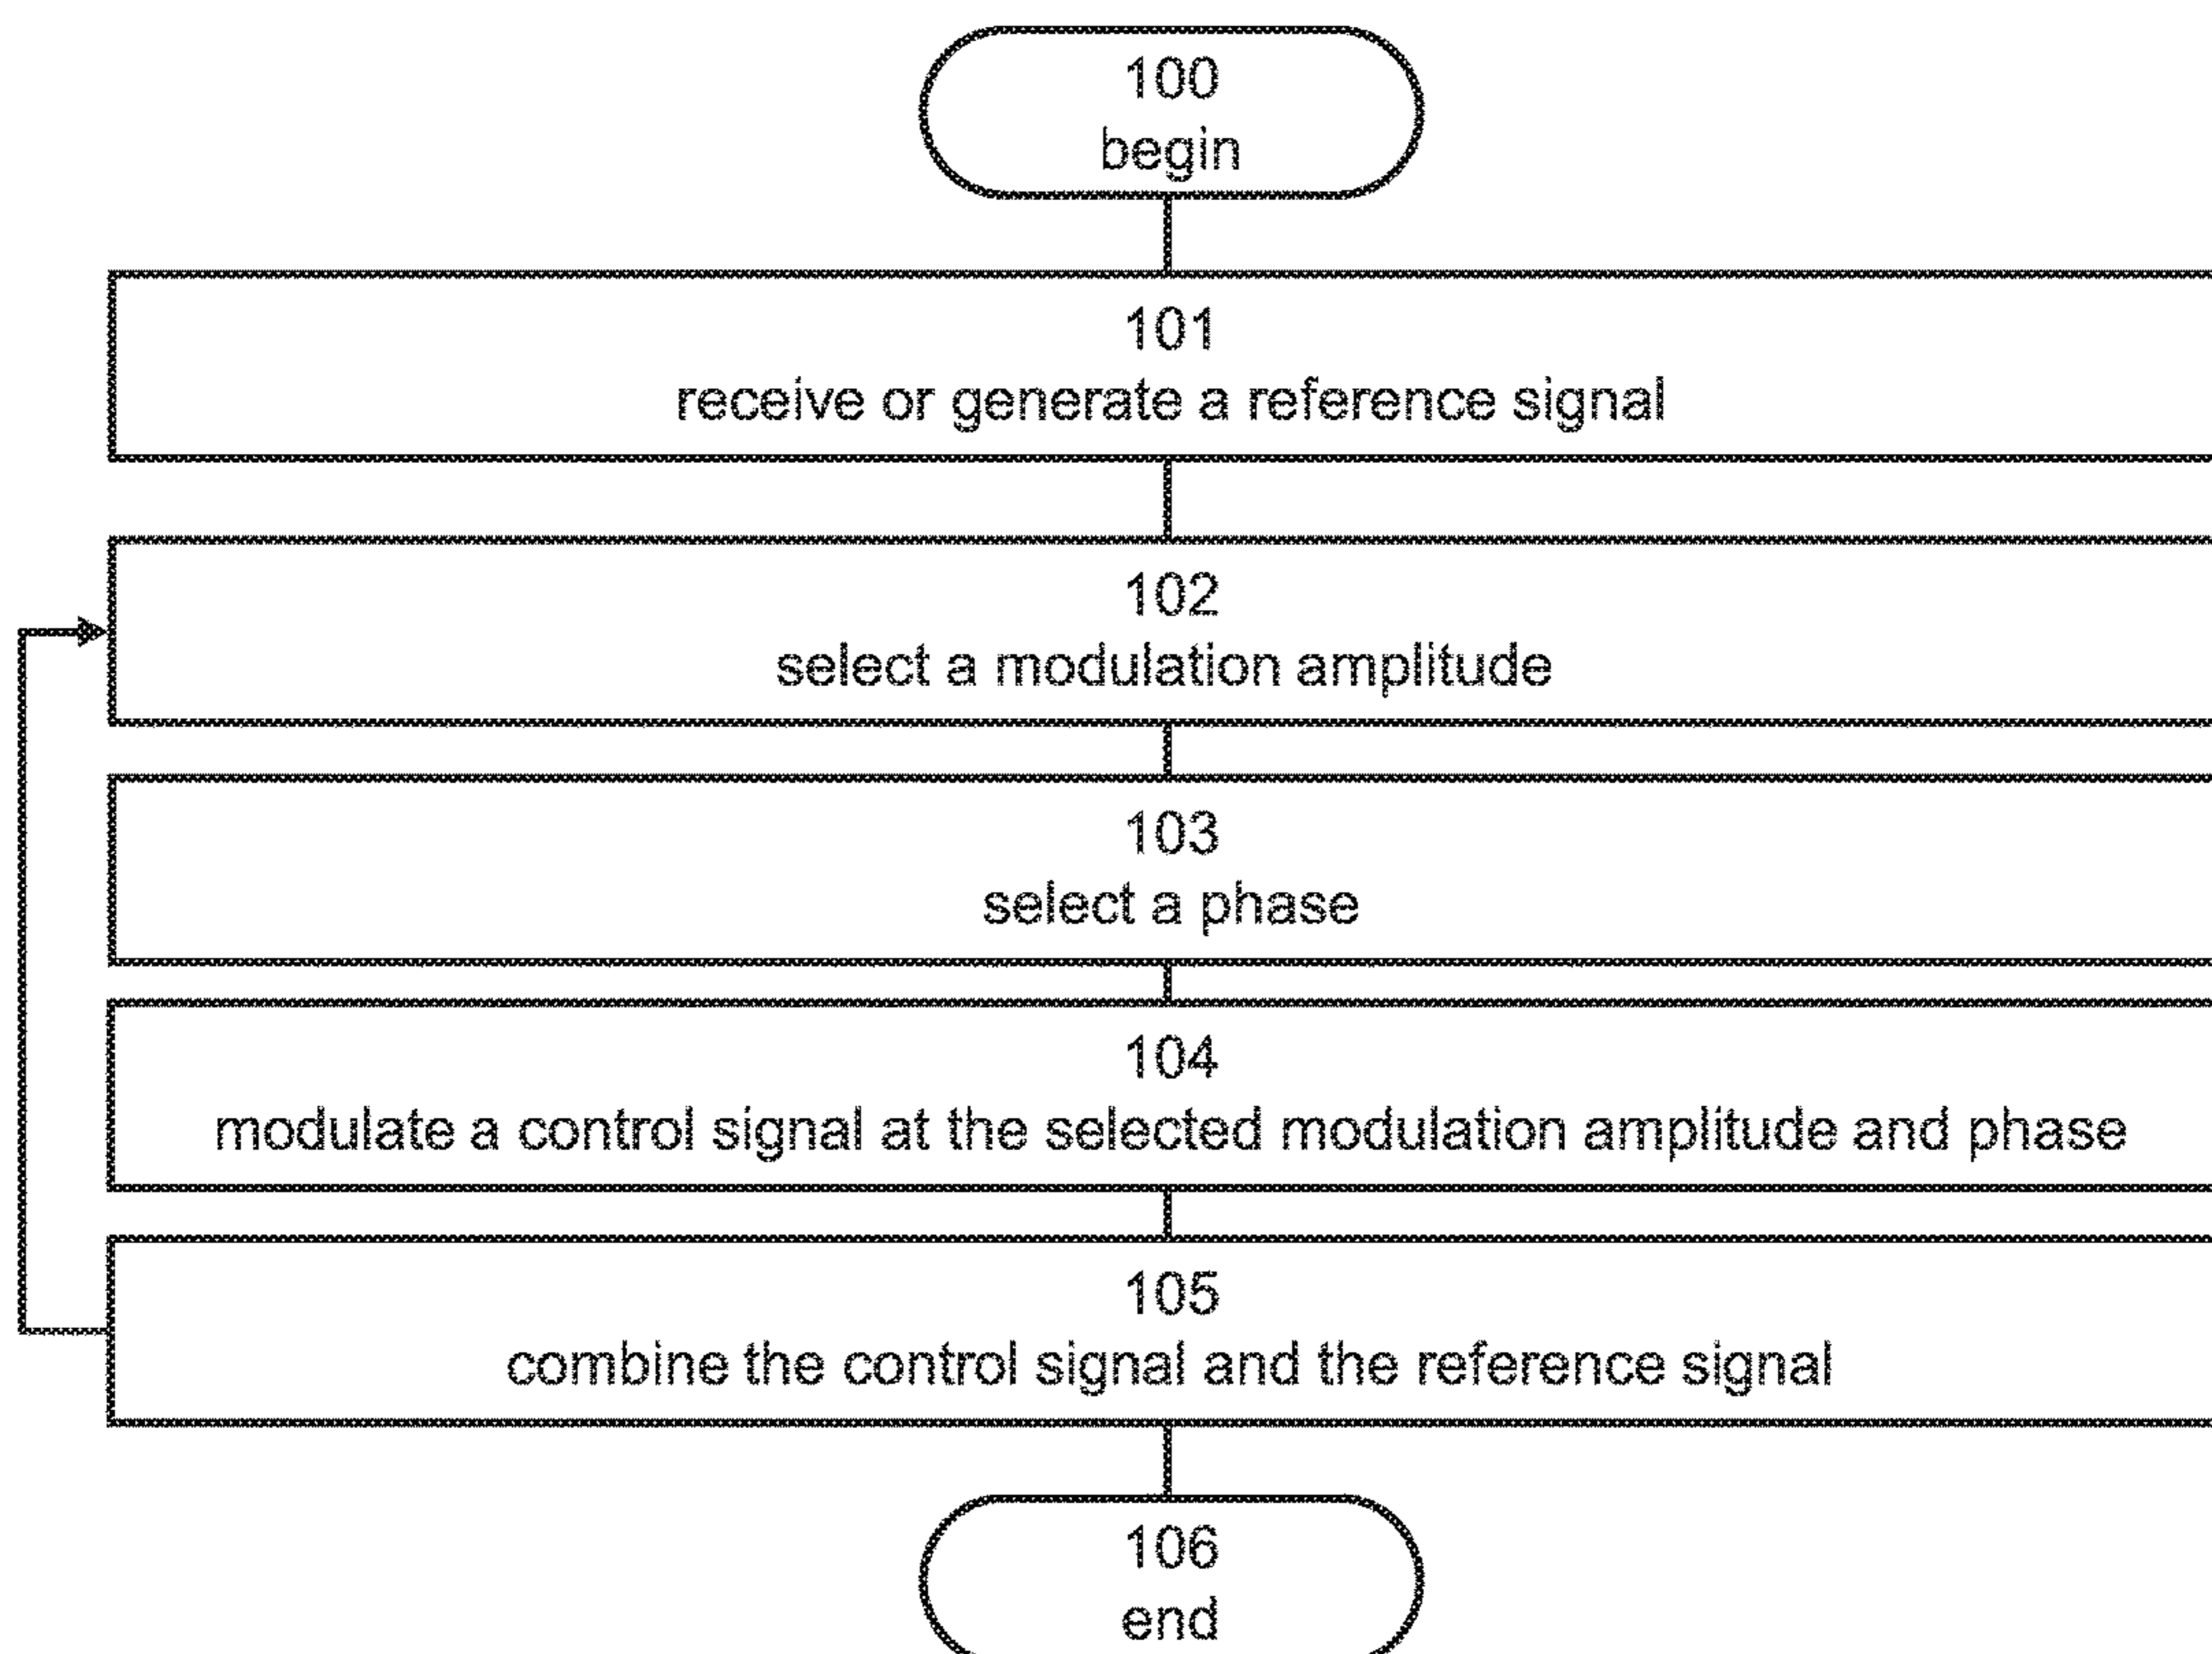 100
begin
101
receive or generate a reference signal
102
select a modulation amplitude
103
select a phase
104
modulate a control signal at the selected modulation amplitude and phase
105
combine the control signal and the reference signal
106
end